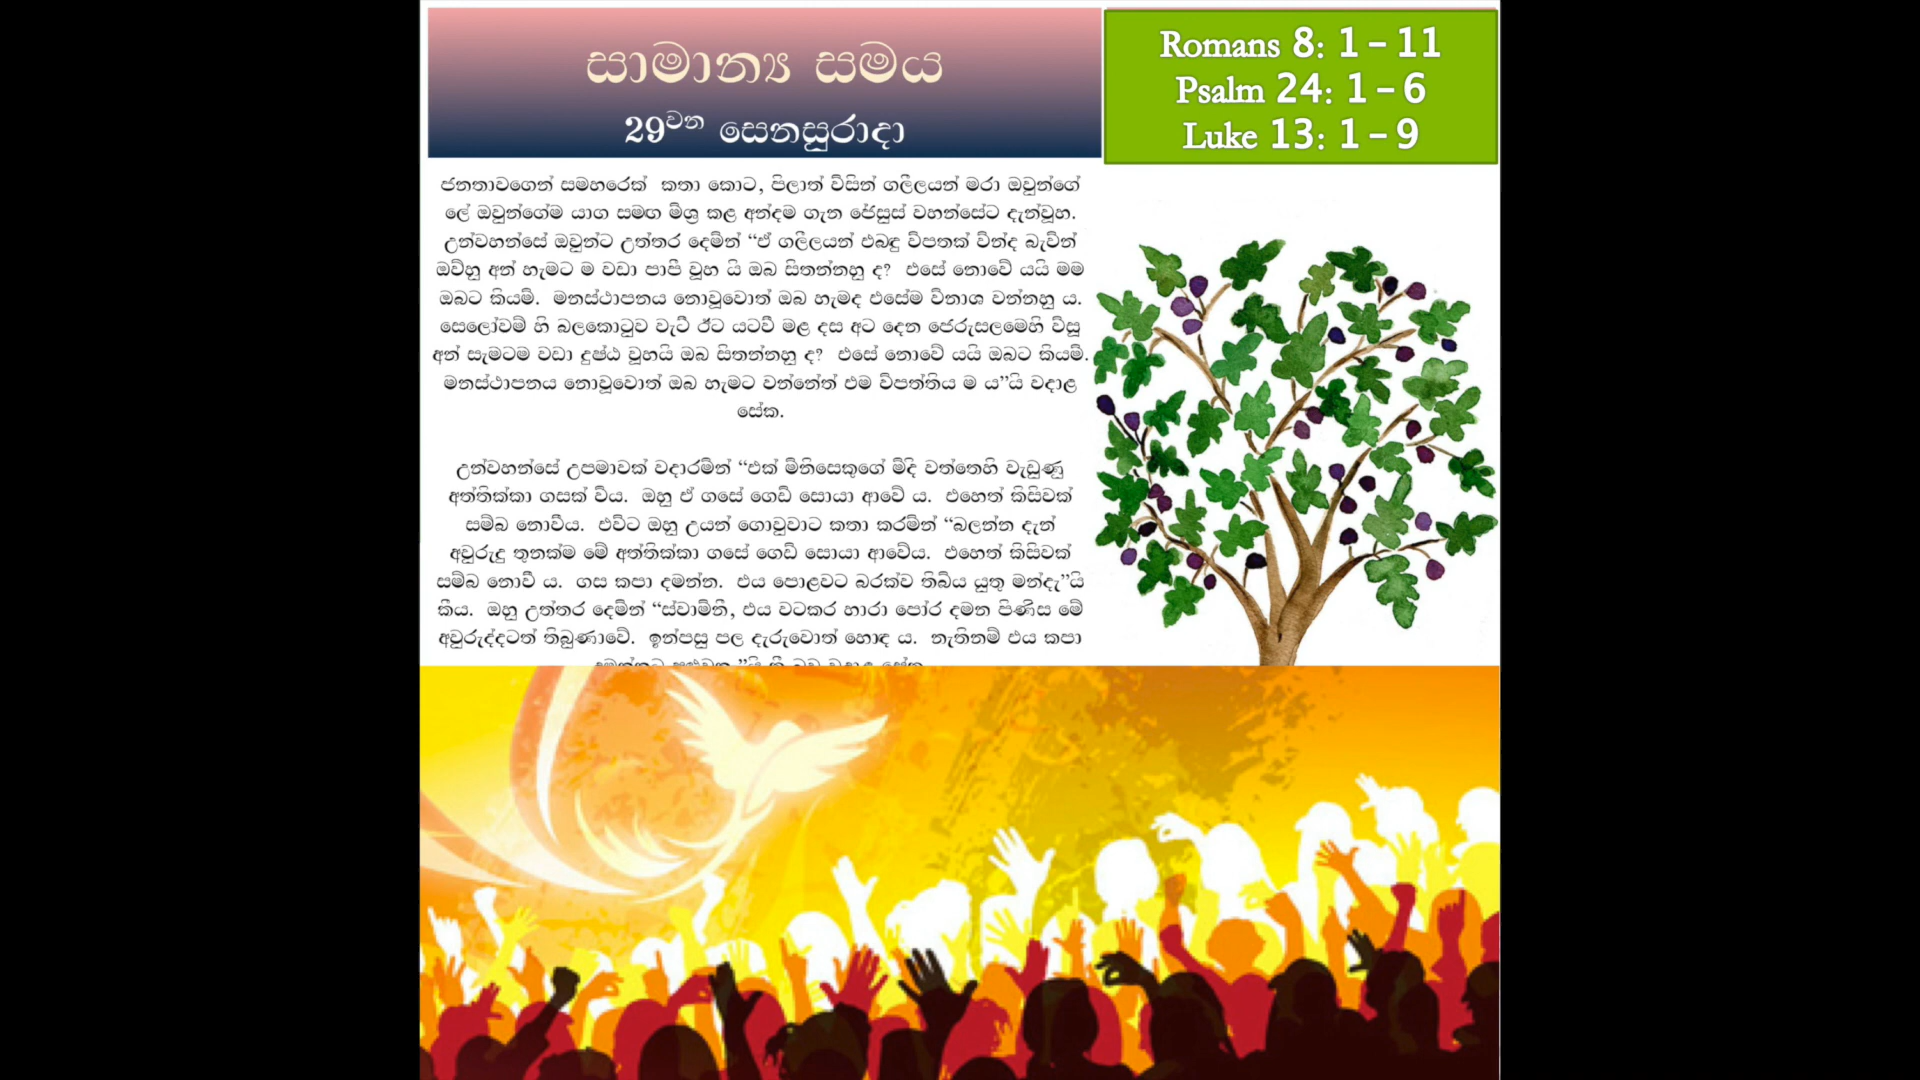 සාමාන්‍ය සමය
29වන සෙනසුරාදා
Romans 8: 1 – 11
Psalm 24: 1 – 6
Luke 13: 1 – 9
ජනතාවගෙන් සමහරෙක් කතා කොට, පිලාත් විසින් ගලීලයන් මරා ඔවුන්ගේ
ලේ ඔවුන්ගේම යාග සමඟ මිශ්‍ර කළ අන්දම ගැන ජේසුස් වහන්සේට දැන්වූහ.
උන්වහන්සේ ඔවුන්ට උත්තර දෙමින් “ඒ ගලීලයන් එබඳු විපතක් වින්ද බැවින්
ඔව්හු අන් හැමට ම වඩා පාපී වූහ යි ඔබ සිතන්නහු ද? එසේ නොවේ යයි මම
ඔබට කියමි. මනස්ථාපනය නොවූවොත් ඔබ හැමද එසේම විනාශ වන්නහු ය.
සෙලෝවම් හි බලකොටුව වැටී ඊට යටවී මළ දස අට දෙන ජෙරුසලමෙහි විසූ
අන් සැමටම වඩා දුෂ්ඨ වූහයි ඔබ සිතන්නහු ද? එසේ නොවේ යයි ඔබට කියමි.
මනස්ථාපනය නොවූවොත් ඔබ හැමට වන්නේත් එම විපත්තිය ම ය”යි වදාළ
සේක.
උන්වහන්සේ උපමාවක් වදාරමින් “එක් මිනිසෙකුගේ මිදි වත්තෙහි වැඩුණු
අත්තික්කා ගසක් විය. ඔහු ඒ ගසේ ගෙඩි සොයා ආවේ ය. එහෙත් කිසිවක්
සම්බ නොවීය. එවිට ඔහු උයන් ගොවුවාට කතා කරමින් “බලන්න දැන්
අවුරුදු තුනක්ම මේ අත්තික්කා ගසේ ගෙඩි සොයා ආවේය. එහෙත් කිසිවක්
සම්බ නොවී ය. ගස කපා දමන්න. එය පොළවට බරක්ව තිබිය යුතු මන්දැ”යි
කීය. ඔහු උත්තර දෙමින් “ස්වාමිනී, එය වටකර හාරා පෝර දමන පිණිස මේ
අවුරුද්දටත් තිබුණාවේ. ඉන්පසු පල දැරුවොත් හොඳ ය. නැතිනම් එය කපා